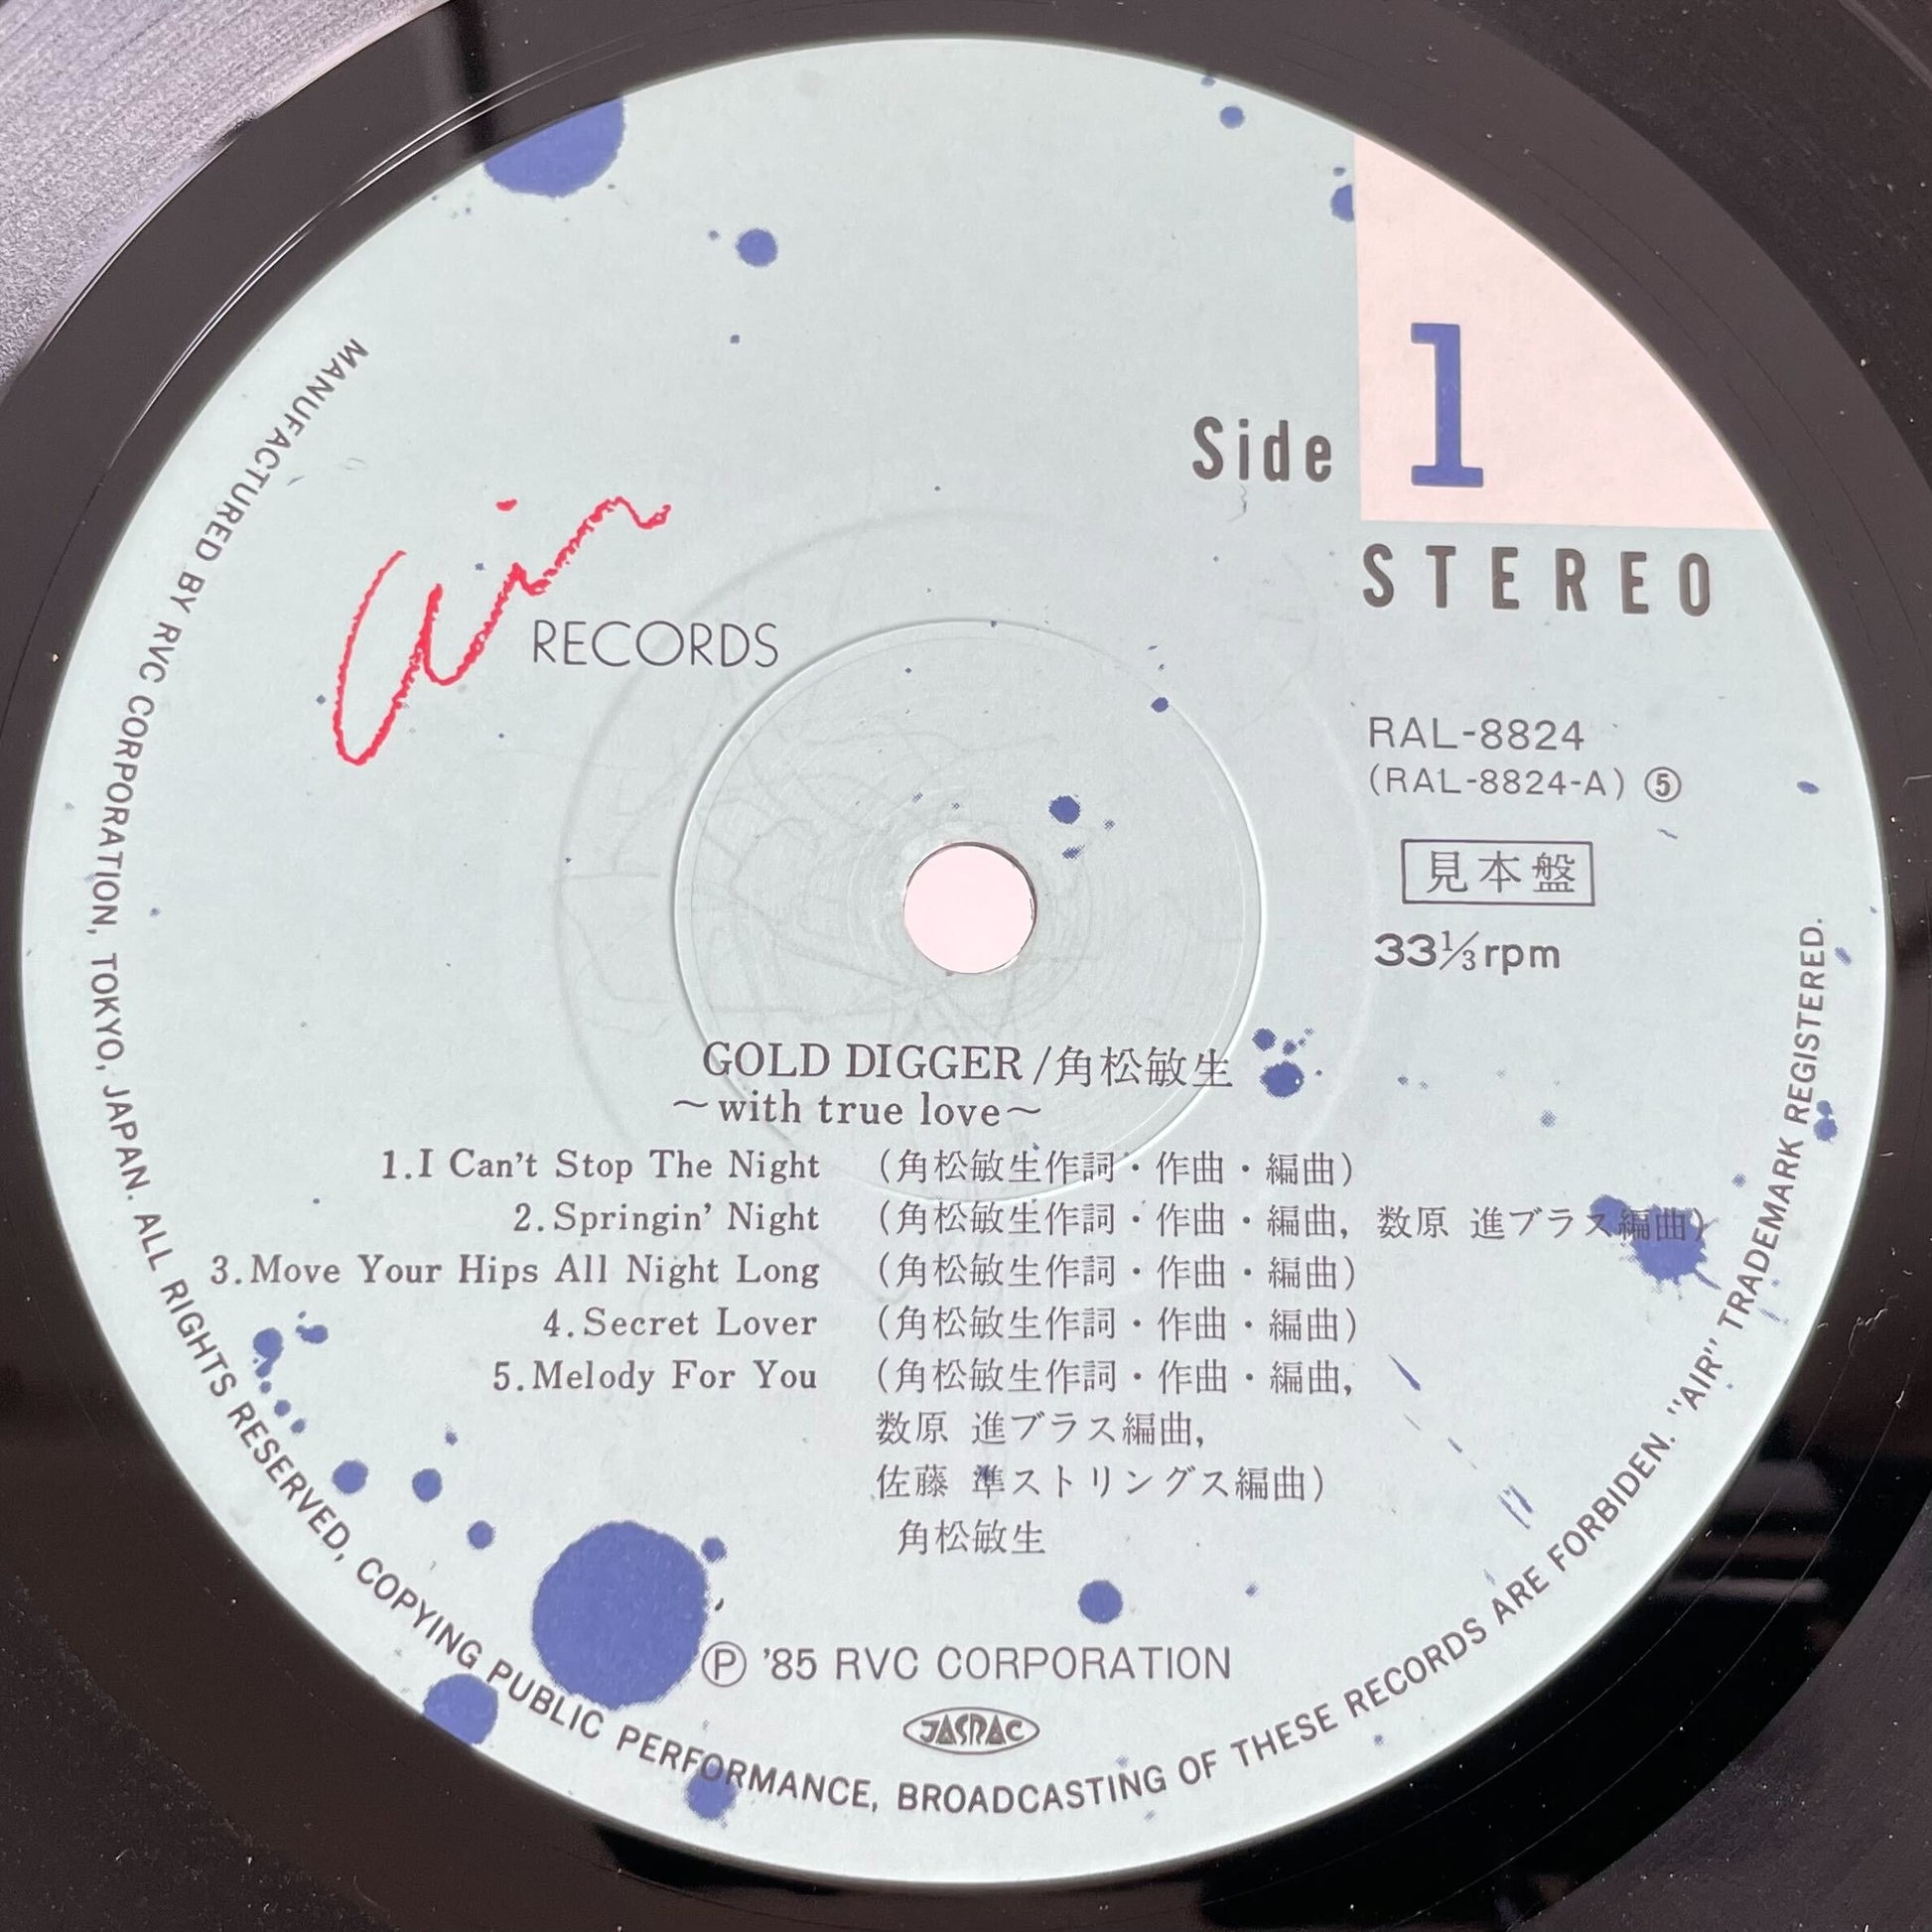 Side 1
STEREO
air
RECORDS
RAL-8824
(RAL-8824-A) ⑤
見本盤
33⅓rpm
GOLD DIGGER/角松敏生
〜with true love〜
1.I Can't Stop The Night (角松敏生作詞・作曲・編曲)
2.Springin' Night (角松敏生作詞・作曲・編曲, 数原 進ブラス編曲)
3.Move Your Hips All Night Long (角松敏生作詞・作曲・編曲)
4.Secret Lover (角松敏生作詞・作曲・編曲)
5.Melody For You (角松敏生作詞・作曲・編曲,
数原 進ブラス編曲,
佐藤 準ストリングス編曲)
角松敏生
Ⓟ '85 RVC CORPORATION
JASRAC
MANUFACTURED BY RVC CORPORATION, TOKYO, JAPAN. ALL RIGHTS RESERVED, COPYING PUBLIC PERFORMANCE, BROADCASTING OF THESE RECORDS ARE FORBIDEN. "AIR" TRADEMARK REGISTERED.